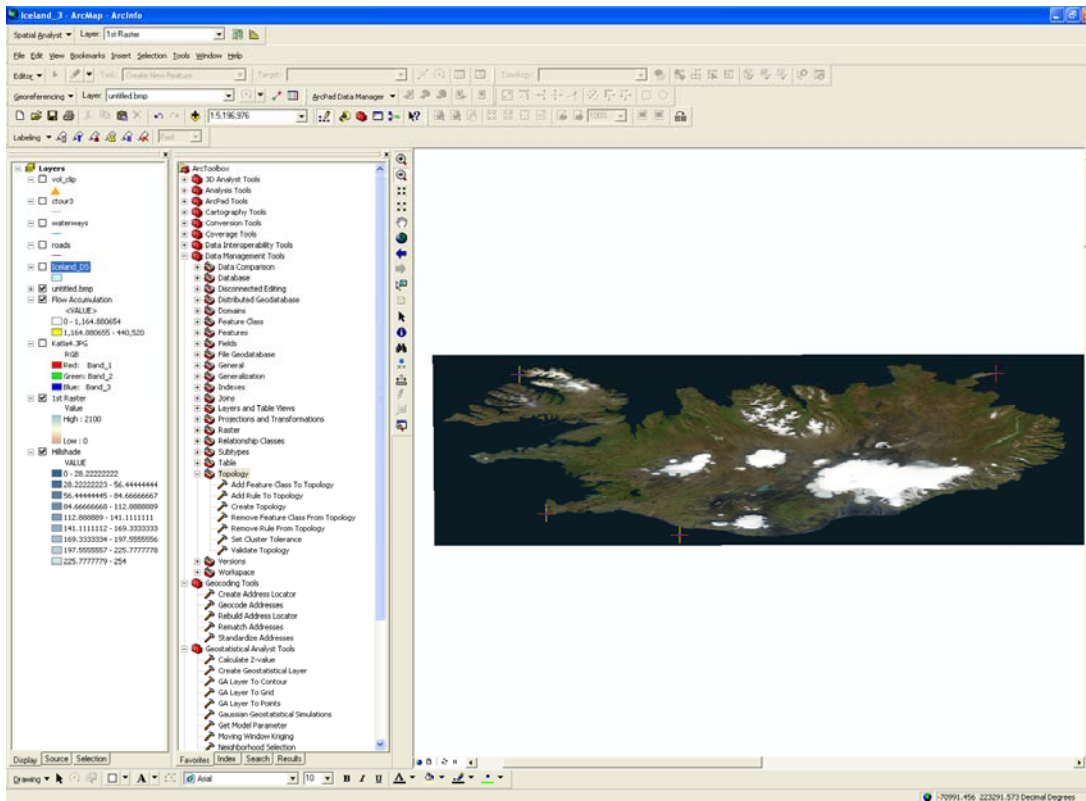 Iceland_3 - ArcMap - ArcInfo
Spatial Analyst Layer: 1st Raster
File Edit View Bookmarks Insert Selection Tools Window Help
Editor Task: Create New Feature Target: Topology:
Georeferencing Layer: untitled.bmp ArcPad Data Manager
1:5,196,976 100%
Labeling Fast
Layers
vol_clip
ctour3
waterways
roads
Iceland_DS
untitled.bmp
Flow Accumulation
<VALUE>
0 - 1,164.880654
1,164.880655 - 440,520
Katla4.JPG
RGB
Red: Band_1
Green: Band_2
Blue: Band_3
1st Raster
Value
High : 2100
Low : 0
Hillshade
VALUE
0 - 28.22222222
28.22222223 - 56.44444444
56.44444445 - 84.66666667
84.66666668 - 112.8888889
112.888889 - 141.1111111
141.1111112 - 169.3333333
169.3333334 - 197.5555556
197.5555557 - 225.7777778
225.7777779 - 254
Display Source Selection
ArcToolbox
3D Analyst Tools
Analysis Tools
ArcPad Tools
Cartography Tools
Conversion Tools
Coverage Tools
Data Interoperability Tools
Data Management Tools
Data Comparison
Database
Disconnected Editing
Distributed Geodatabase
Domains
Feature Class
Features
Fields
File Geodatabase
General
Generalization
Indexes
Joins
Layers and Table Views
Projections and Transformations
Raster
Relationship Classes
Subtypes
Table
Topology
Add Feature Class To Topology
Add Rule To Topology
Create Topology
Remove Feature Class From Topology
Remove Rule From Topology
Set Cluster Tolerance
Validate Topology
Versions
Workspace
Geocoding Tools
Create Address Locator
Geocode Addresses
Rebuild Address Locator
Rematch Addresses
Standardize Addresses
Geostatistical Analyst Tools
Calculate Z-value
Create Geostatistical Layer
GA Layer To Contour
GA Layer To Grid
GA Layer To Points
Gaussian Geostatistical Simulations
Get Model Parameter
Moving Window Kriging
Neighborhood Selection
Favorites Index Search Results
Drawing A Arial 10 B I U A
-70991.456 223291.573 Decimal Degrees